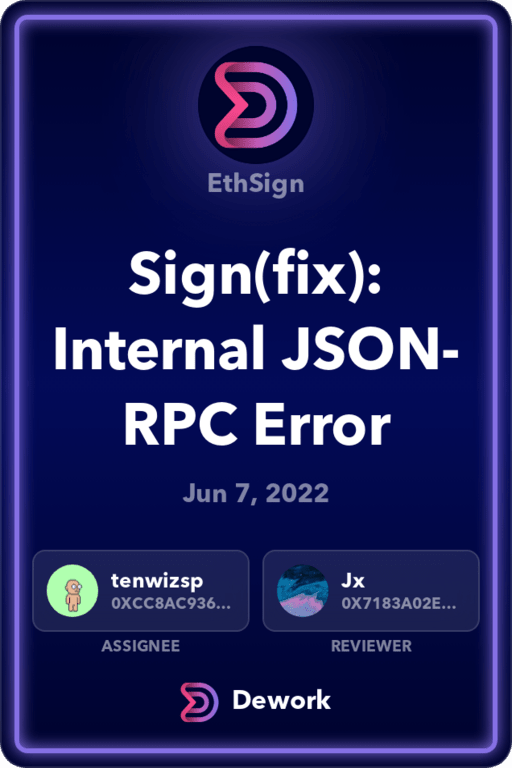 EthSign
Sign(fix):
Internal JSON-
RPC Error
Jun 7, 2022
tenwizsp
0XCC8AC936...
Jx
0X7183A02E...
ASSIGNEE
REVIEWER
Dework